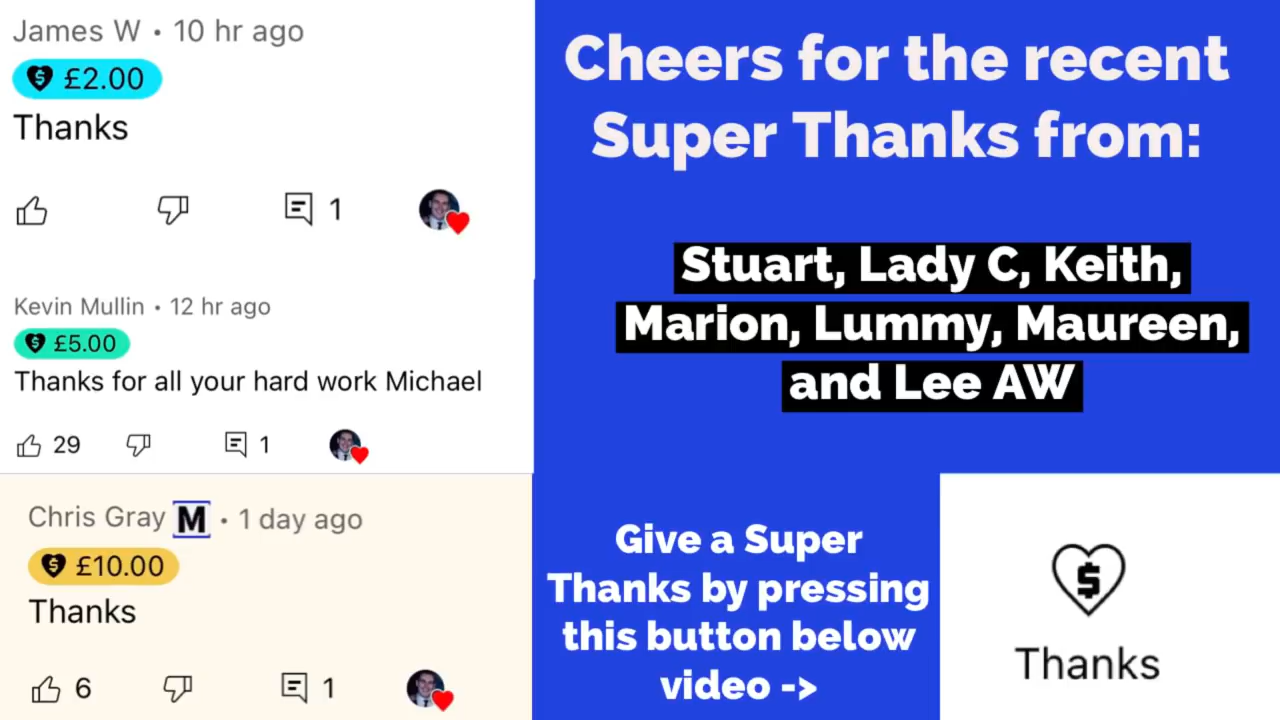 James W • 10 hr ago
£2.00
Thanks
1
Kevin Mullin • 12 hr ago
£5.00
Thanks for all your hard work Michael
29 1
Chris Gray M • 1 day ago
£10.00
Thanks
6 1
Cheers for the recent
Super Thanks from:
Stuart, Lady C, Keith,
Marion, Lummy, Maureen,
and Lee AW
Give a Super
Thanks by pressing
this button below
video ->
$
Thanks